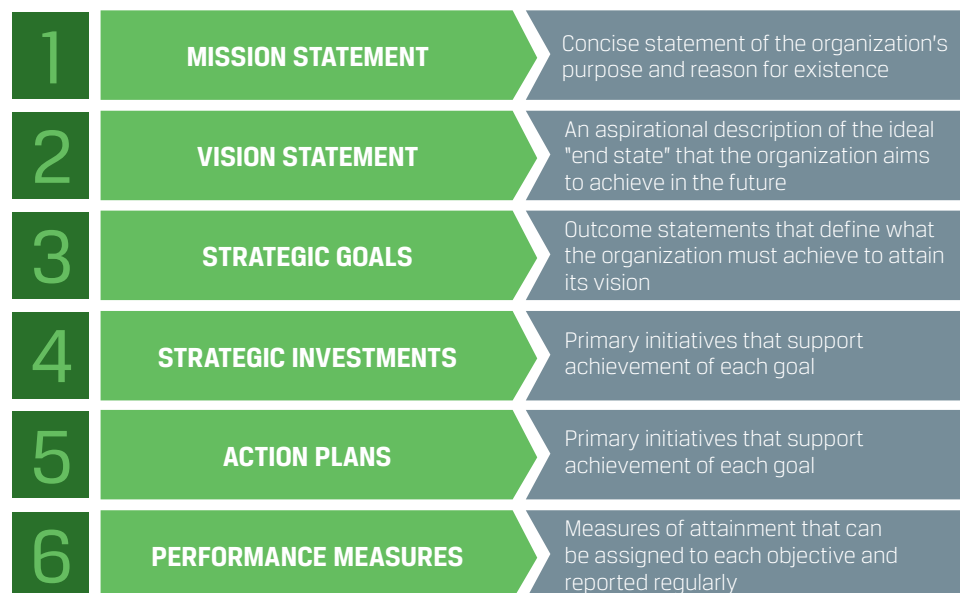 1
MISSION STATEMENT
Concise statement of the organization's
purpose and reason for existence
2
VISION STATEMENT
An aspirational description of the ideal
"end state" that the organization aims
to achieve in the future
3
STRATEGIC GOALS
Outcome statements that define what
the organization must achieve to attain
its vision
4
STRATEGIC INVESTMENTS
Primary initiatives that support
achievement of each goal
5
ACTION PLANS
Primary initiatives that support
achievement of each goal
6
PERFORMANCE MEASURES
Measures of attainment that can
be assigned to each objective and
reported regularly